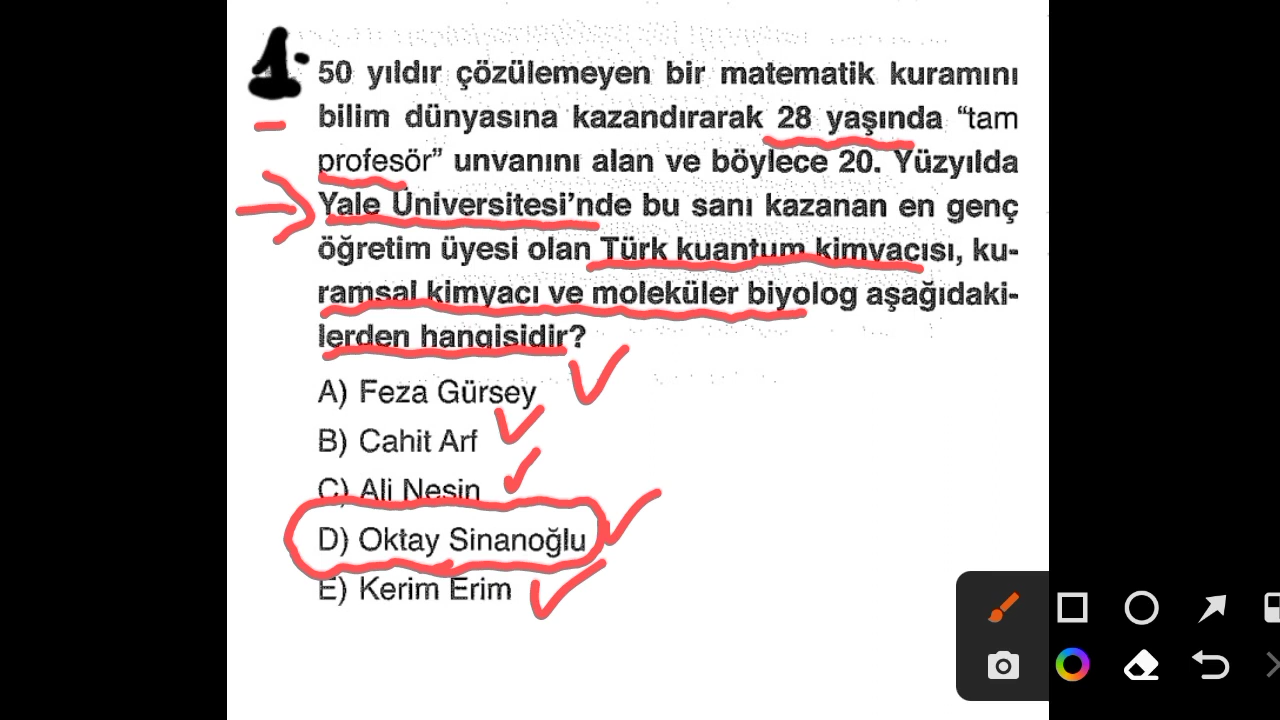 1.
50 yıldır çözülemeyen bir matematik kuramını
bilim dünyasına kazandırarak 28 yaşında “tam
profesör” unvanını alan ve böylece 20. Yüzyılda
Yale Üniversitesi’nde bu sanı kazanan en genç
öğretim üyesi olan Türk kuantum kimyacısı, ku-
ramsal kimyacı ve moleküler biyolog aşağıdaki-
lerden hangisidir?
A) Feza Gürsey
B) Cahit Arf
C) Ali Nesin
D) Oktay Sinanoğlu
E) Kerim Erim